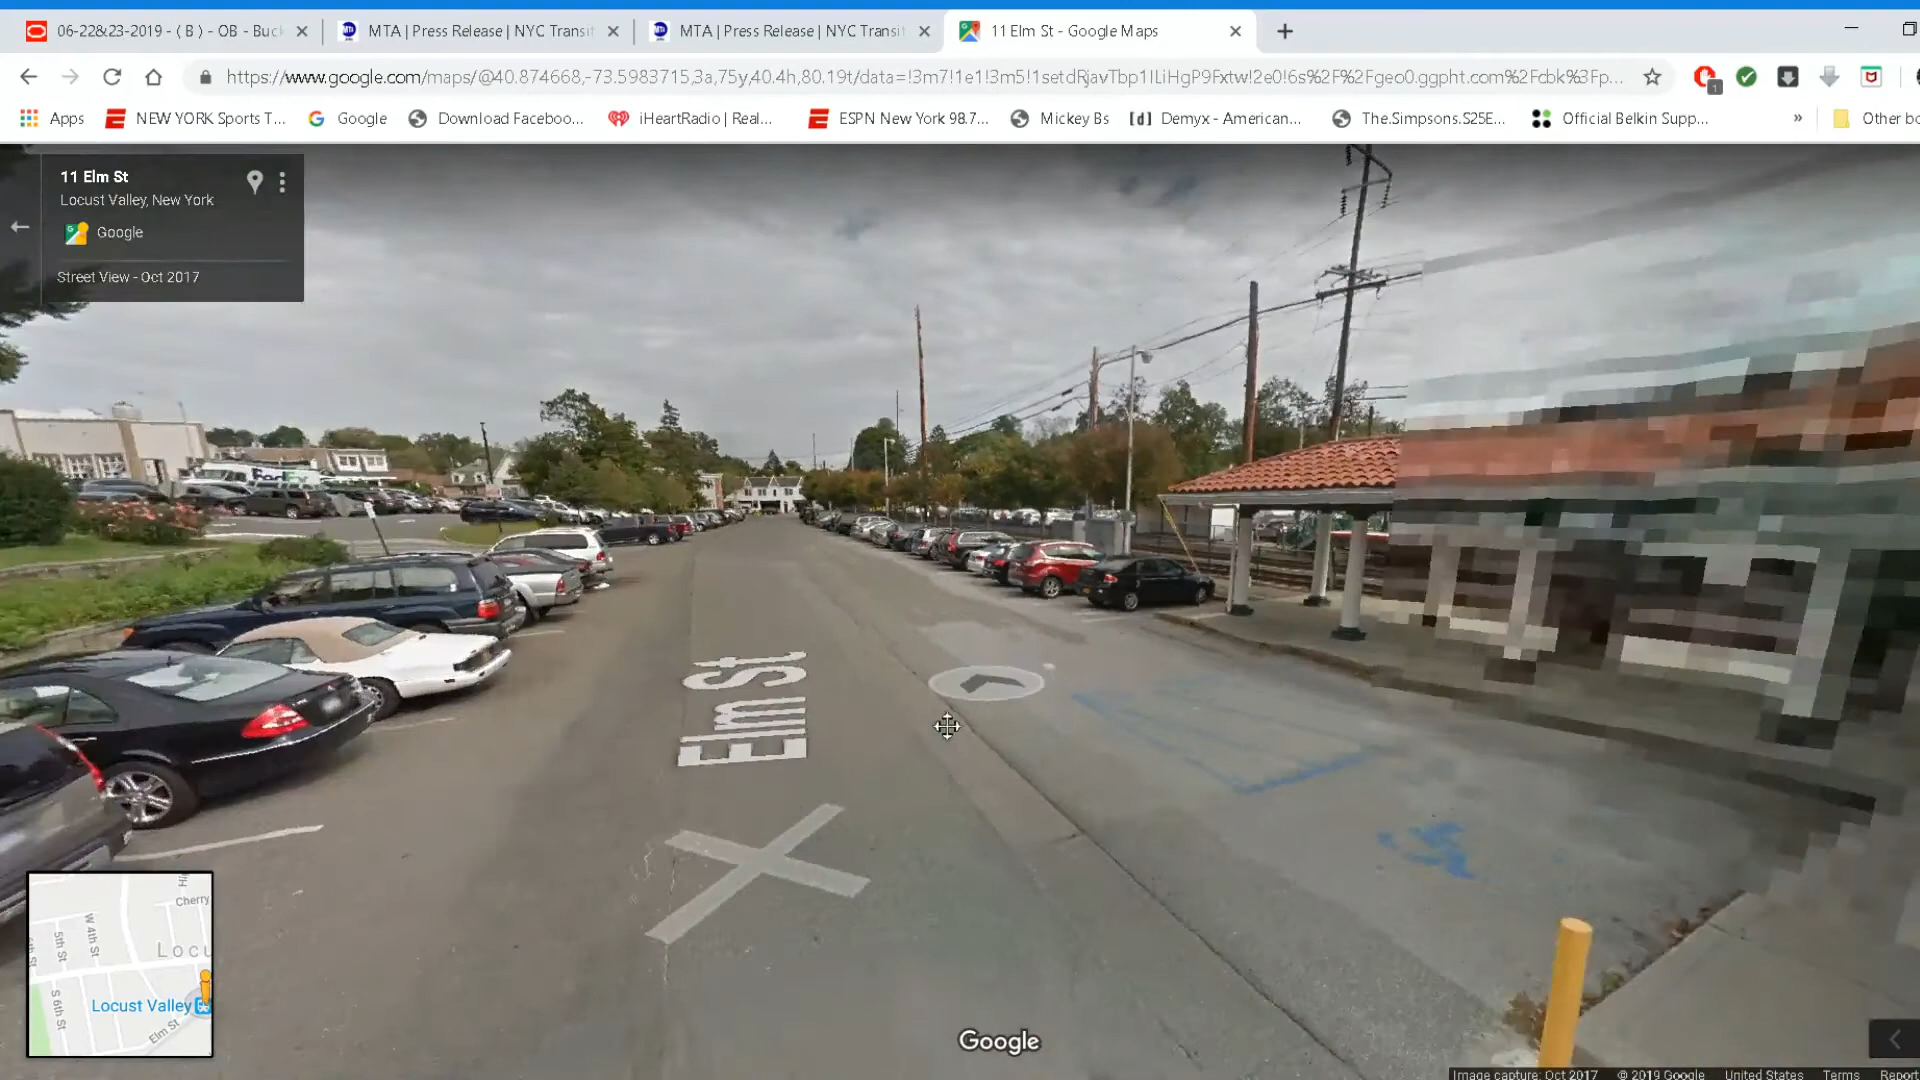 06-22&23-2019 - ( B ) - OB - Buck
MTA | Press Release | NYC Transit
MTA | Press Release | NYC Transit
11 Elm St - Google Maps
https://www.google.com/maps/@40.874668,-73.5983715,3a,75y,40.4h,80.19t/data=!3m7!1e1!3m5!1setdRjavTbp1ILiHgP9Fxtw!2e0!6s%2F%2Fgeo0.ggpht.com%2Fcbk%3Fp...
1
Apps
NEW YORK Sports T...
Google
Download Faceboo...
iHeartRadio | Real...
ESPN New York 98.7...
Mickey Bs
[d] Demyx - American...
The.Simpsons.S25E...
Official Belkin Supp...
»
Other bo
11 Elm St
Locust Valley, New York
Google
Street View - Oct 2017
Elm St
Cherry
W 4th St
5th St
Locu
S 6th St
Locust Valley
Elm St
Google
Image capture: Oct 2017 © 2019 Google United States Terms Report